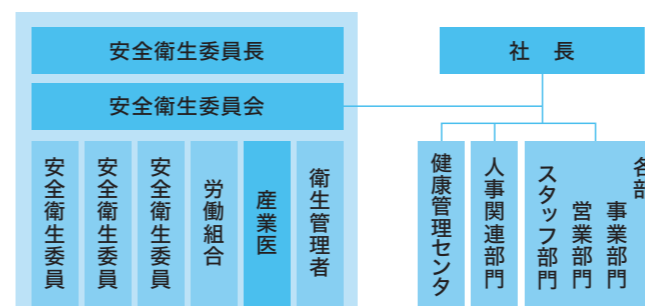 安全衛生委員長
安全衛生委員会
安全衛生委員
安全衛生委員
安全衛生委員
労働組合
産業医
衛生管理者
社　長
健康管理センタ
人事関連部門
各部
事業部門
営業部門
スタッフ部門